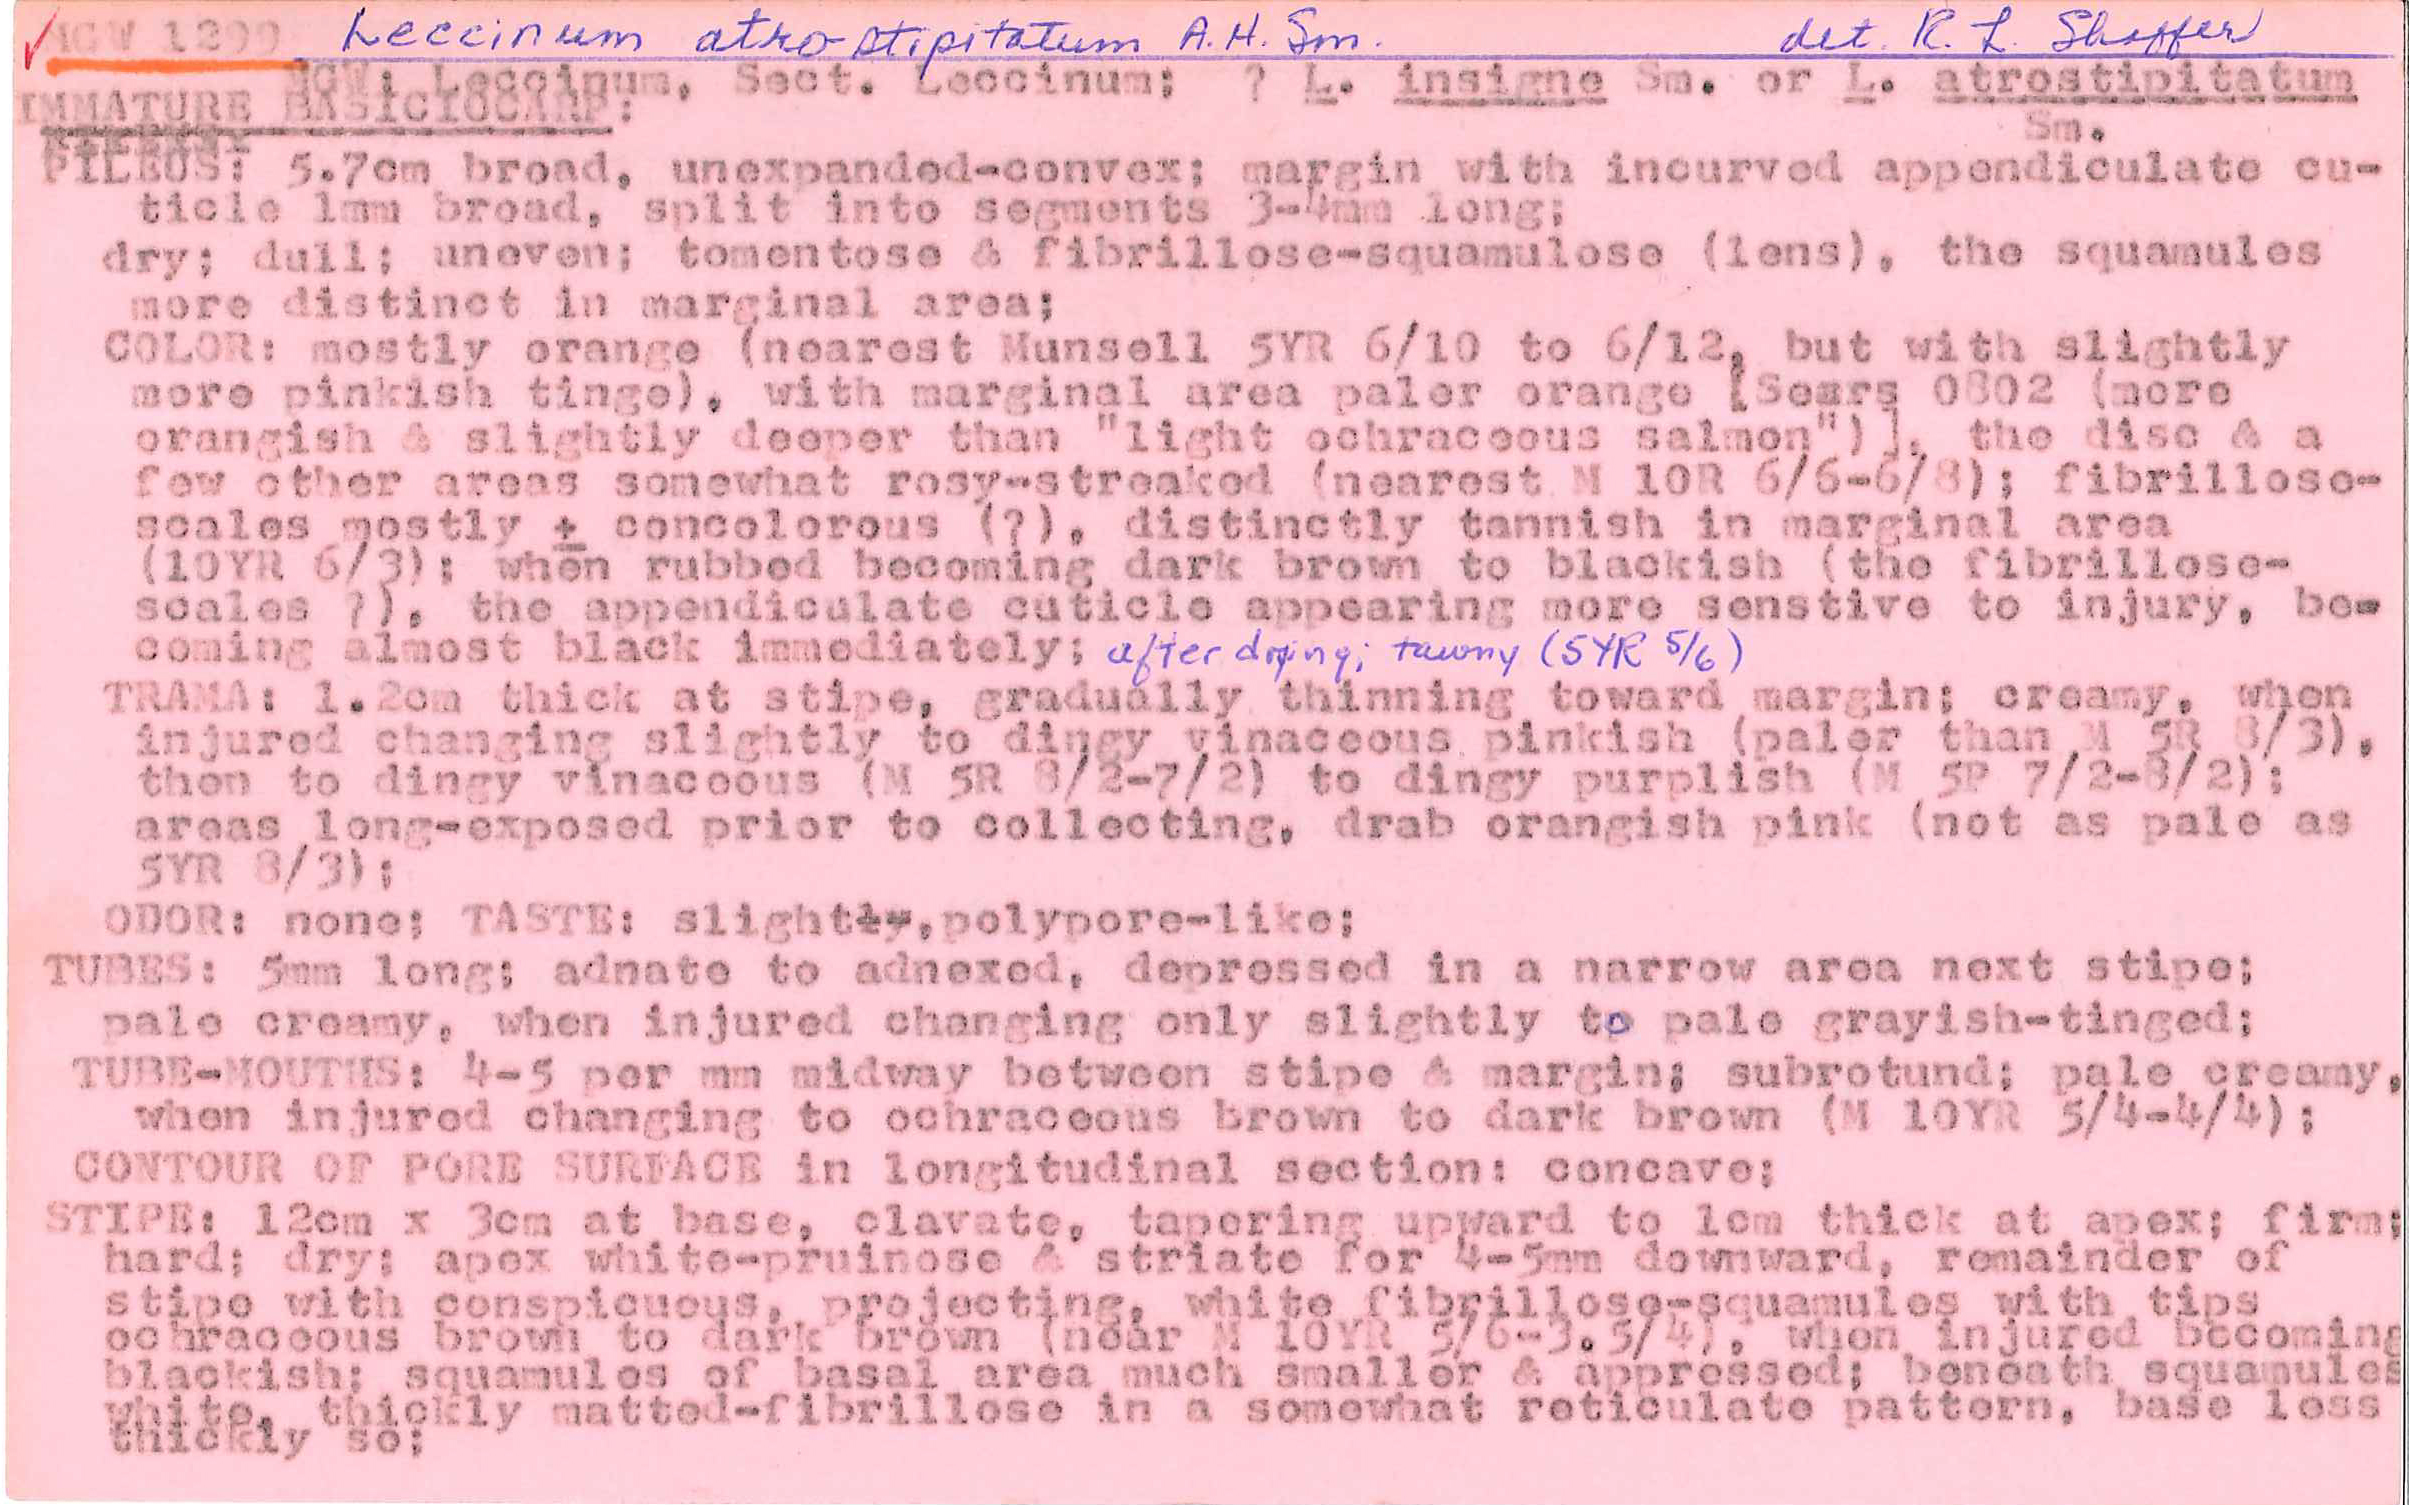 MGW 1299 Leccinum atro-stipitatum A.H. Sm. det. R. L. Shaffer
MGW: Leccinum, Sect. Leccinum; ? L. insigne Sm. or L. atrostipitatum
Sm.
IMMATURE BASICIOCARP:
PILEUS: 5.7cm broad, unexpanded-convex; margin with incurved appendiculate cu-
ticle 1mm broad, split into segments 3-4mm long;
dry; dull; uneven; tomentose & fibrillose-squamulose (lens), the squamules
more distinct in marginal area;
COLOR: mostly orange (nearest Munsell 5YR 6/10 to 6/12, but with slightly
more pinkish tinge), with marginal area paler orange [Sears 0802 (more
orangish & slightly deeper than "light ochraceous salmon")], the disc & a
few other areas somewhat rosy-streaked (nearest M 10R 6/6-6/8); fibrillose-
scales mostly ± concolorous (?), distinctly tannish in marginal area
(10YR 6/3); when rubbed becoming dark brown to blackish (the fibrillose-
scales ?), the appendiculate cuticle appearing more senstive to injury, be-
coming almost black immediately; after drying; tawny (5YR 5/6)
TRAMA: 1.2cm thick at stipe, gradually thinning toward margin; creamy, when
injured changing slightly to dingy vinaceous pinkish (paler than M 5R 8/3),
then to dingy vinaceous (M 5R 8/2-7/2) to dingy purplish (M 5P 7/2-8/2);
areas long-exposed prior to collecting, drab orangish pink (not as pale as
5YR 8/3);
ODOR: none; TASTE: slightly,polypore-like;
TUBES: 5mm long; adnate to adnexed, depressed in a narrow area next stipe;
pale creamy, when injured changing only slightly to pale grayish-tinged;
TUBE-MOUTHS: 4-5 per mm midway between stipe & margin; subrotund; pale creamy,
when injured changing to ochraceous brown to dark brown (M 10YR 5/4-4/4);
CONTOUR OF PORE SURFACE in longitudinal section: concave;
STIPE: 12cm x 3cm at base, clavate, tapering upward to 1cm thick at apex; firm;
hard; dry; apex white-pruinose & striate for 4-5mm downward, remainder of
stipe with conspicuous, projecting, white fibrillose-squamules with tips
ochraceous brown to dark brown (near M 10YR 5/6-3.5/4), when injured becoming
blackish; squamules of basal area much smaller & appressed; beneath squamules
white, thickly matted-fibrillose in a somewhat reticulate pattern, base less
thickly so;